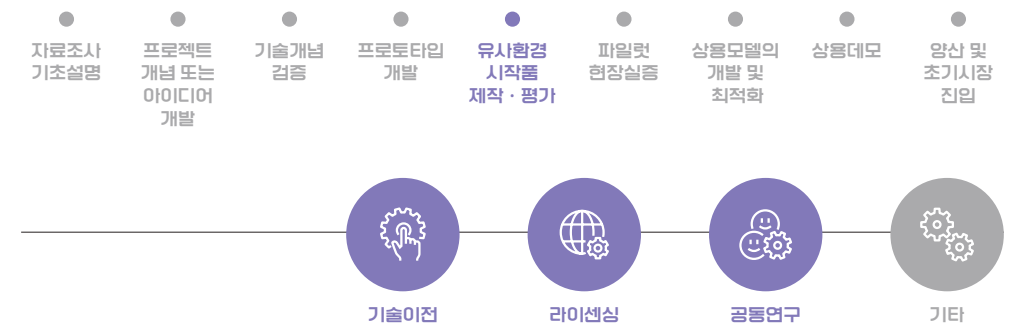 자료조사
기초설명
프로젝트
개념 또는
아이디어
개발
기술개념
검증
프로토타입
개발
유사환경
시작품
제작 · 평가
파일럿
현장실증
상용모델의
개발 및
최적화
상용데모
양산 및
초기시장
진입
기술이전
라이센싱
공동연구
기타